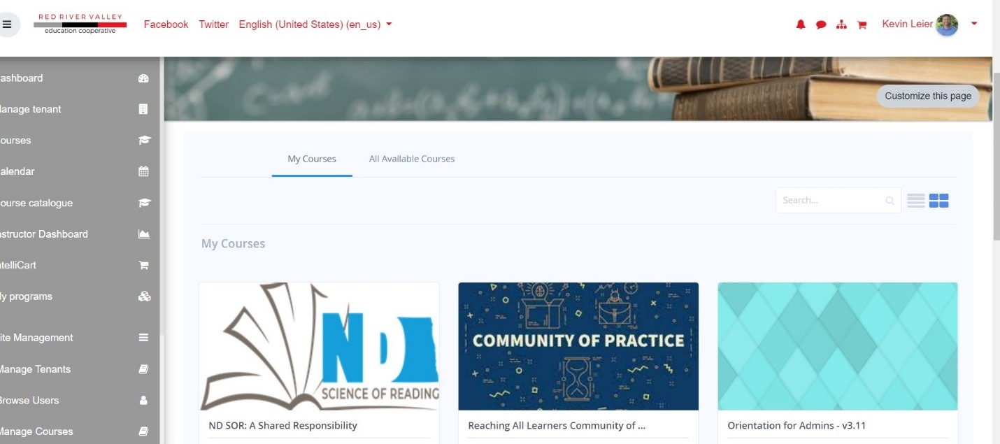 RED RIVER VALLEY
education cooperative
Facebook Twitter English (United States) (en_us)
Kevin Leier
ashboard
anage tenant
ourses
alendar
ourse catalogue
nstructor Dashboard
ntelliCart
y programs
ite Management
Manage Tenants
Browse Users
Manage Courses
Customize this page
My Courses All Available Courses
Search...
My Courses
ND
SCIENCE OF READING
ND SOR: A Shared Responsibility
COMMUNITY OF PRACTICE
Reaching All Learners Community of ...
Orientation for Admins - v3.11